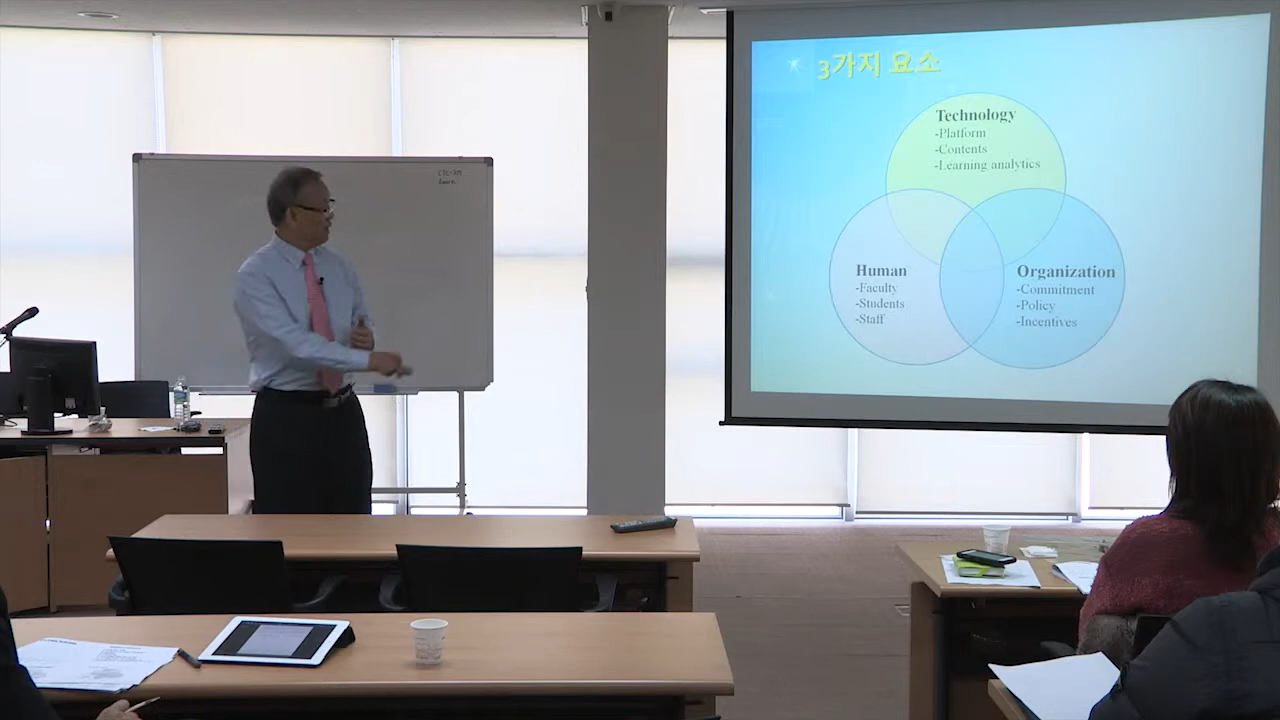 3가지 요소
Technology
-Platform
-Contents
-Learning analytics
Human
-Faculty
-Students
-Staff
Organization
-Commitment
-Policy
-Incentives